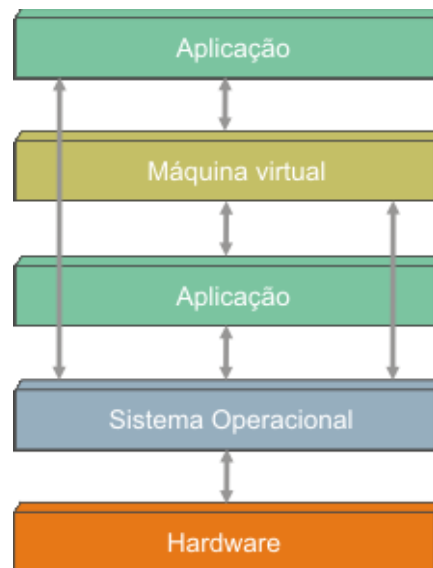 Aplicação
Máquina virtual
Aplicação
Sistema Operacional
Hardware